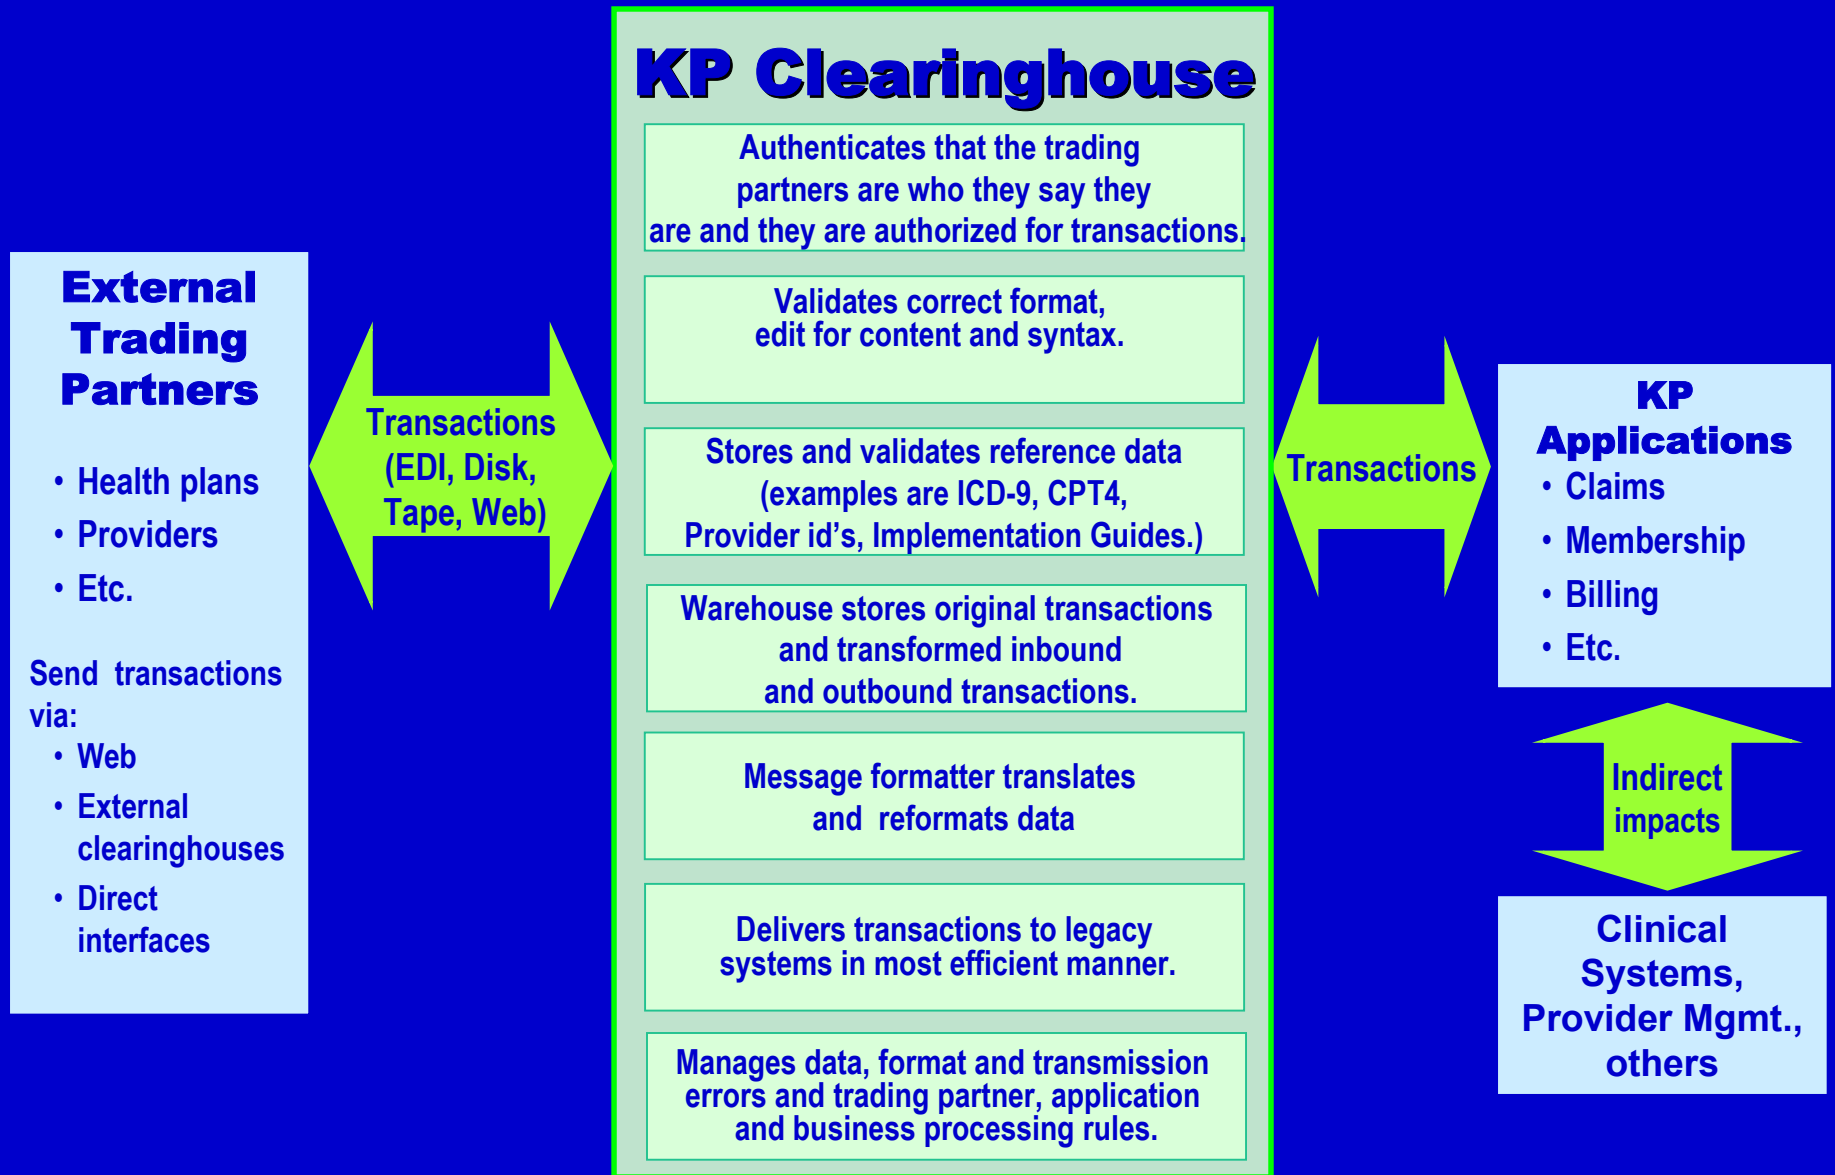 KP Clearinghouse
Authenticates that the trading
partners are who they say they
are and they are authorized for transactions.
Validates correct format,
edit for content and syntax.
Stores and validates reference data
(examples are ICD-9, CPT4,
Provider id’s, Implementation Guides.)
Warehouse stores original transactions
and transformed inbound
and outbound transactions.
Message formatter translates
and reformats data
Delivers transactions to legacy
systems in most efficient manner.
Manages data, format and transmission
errors and trading partner, application
and business processing rules.
External
Trading
Partners
• Health plans
• Providers
• Etc.
Send transactions
via:
• Web
• External
clearinghouses
• Direct
interfaces
Transactions
(EDI, Disk,
Tape, Web)
Transactions
KP
Applications
• Claims
• Membership
• Billing
• Etc.
Indirect
impacts
Clinical
Systems,
Provider Mgmt.,
others